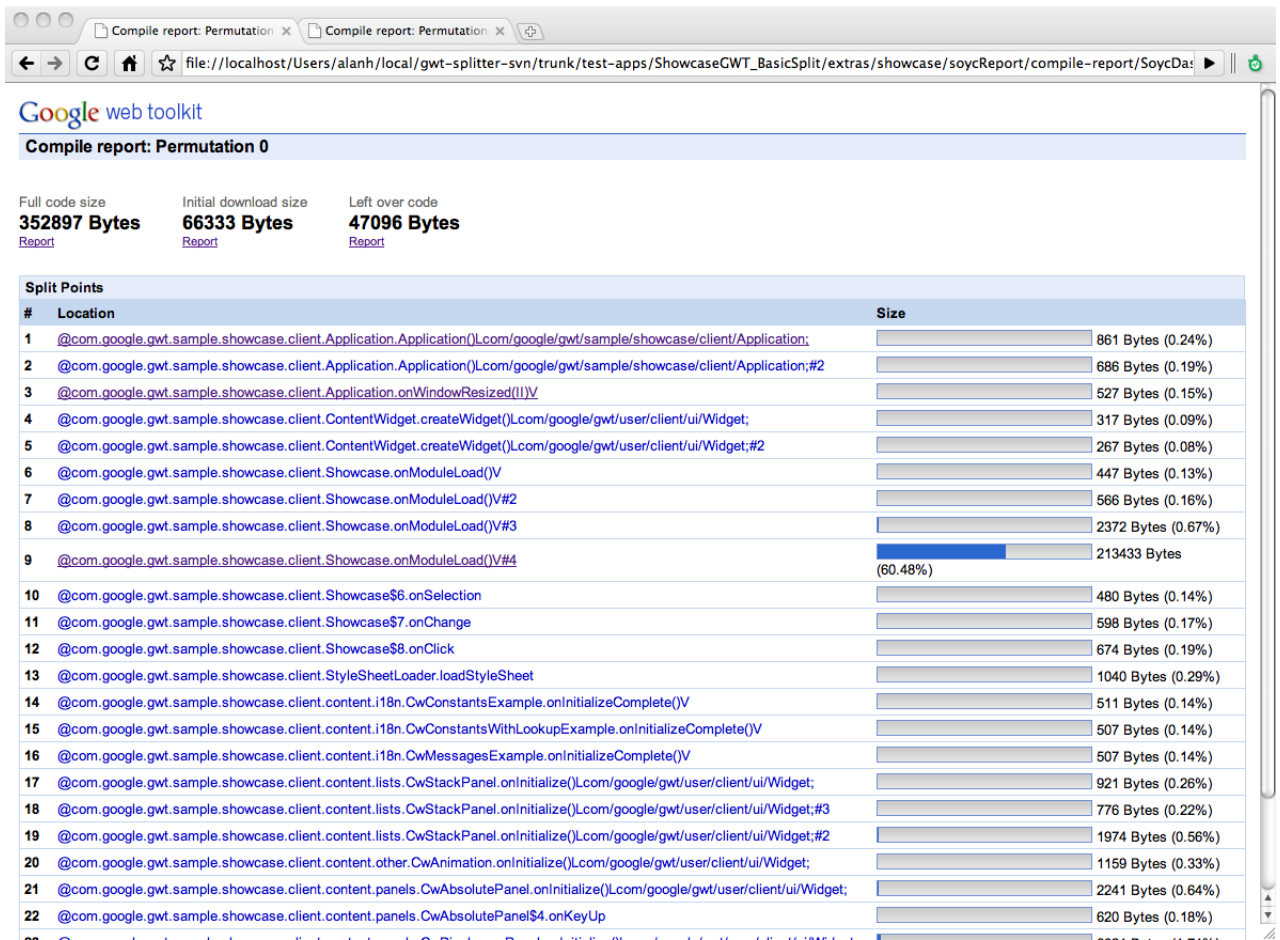 Compile report: Permutation
Compile report: Permutation
file://localhost/Users/alanh/local/gwt-splitter-svn/trunk/test-apps/ShowcaseGWT_BasicSplit/extras/showcase/soycReport/compile-report/SoycDas
Google web toolkit
Compile report: Permutation 0
Full code size Initial download size Left over code
352897 Bytes 66333 Bytes 47096 Bytes
Report Report Report
Split Points
# Location Size
1 @com.google.gwt.sample.showcase.client.Application.Application()Lcom/google/gwt/sample/showcase/client/Application; 861 Bytes (0.24%)
2 @com.google.gwt.sample.showcase.client.Application.Application()Lcom/google/gwt/sample/showcase/client/Application;#2 686 Bytes (0.19%)
3 @com.google.gwt.sample.showcase.client.Application.onWindowResized(II)V 527 Bytes (0.15%)
4 @com.google.gwt.sample.showcase.client.ContentWidget.createWidget()Lcom/google/gwt/user/client/ui/Widget; 317 Bytes (0.09%)
5 @com.google.gwt.sample.showcase.client.ContentWidget.createWidget()Lcom/google/gwt/user/client/ui/Widget;#2 267 Bytes (0.08%)
6 @com.google.gwt.sample.showcase.client.Showcase.onModuleLoad()V 447 Bytes (0.13%)
7 @com.google.gwt.sample.showcase.client.Showcase.onModuleLoad()V#2 566 Bytes (0.16%)
8 @com.google.gwt.sample.showcase.client.Showcase.onModuleLoad()V#3 2372 Bytes (0.67%)
9 @com.google.gwt.sample.showcase.client.Showcase.onModuleLoad()V#4 213433 Bytes
(60.48%)
10 @com.google.gwt.sample.showcase.client.Showcase$6.onSelection 480 Bytes (0.14%)
11 @com.google.gwt.sample.showcase.client.Showcase$7.onChange 598 Bytes (0.17%)
12 @com.google.gwt.sample.showcase.client.Showcase$8.onClick 674 Bytes (0.19%)
13 @com.google.gwt.sample.showcase.client.StyleSheetLoader.loadStyleSheet 1040 Bytes (0.29%)
14 @com.google.gwt.sample.showcase.client.content.i18n.CwConstantsExample.onInitializeComplete()V 511 Bytes (0.14%)
15 @com.google.gwt.sample.showcase.client.content.i18n.CwConstantsWithLookupExample.onInitializeComplete()V 507 Bytes (0.14%)
16 @com.google.gwt.sample.showcase.client.content.i18n.CwMessagesExample.onInitializeComplete()V 507 Bytes (0.14%)
17 @com.google.gwt.sample.showcase.client.content.lists.CwStackPanel.onInitialize()Lcom/google/gwt/user/client/ui/Widget; 921 Bytes (0.26%)
18 @com.google.gwt.sample.showcase.client.content.lists.CwStackPanel.onInitialize()Lcom/google/gwt/user/client/ui/Widget;#3 776 Bytes (0.22%)
19 @com.google.gwt.sample.showcase.client.content.lists.CwStackPanel.onInitialize()Lcom/google/gwt/user/client/ui/Widget;#2 1974 Bytes (0.56%)
20 @com.google.gwt.sample.showcase.client.content.other.CwAnimation.onInitialize()Lcom/google/gwt/user/client/ui/Widget; 1159 Bytes (0.33%)
21 @com.google.gwt.sample.showcase.client.content.panels.CwAbsolutePanel.onInitialize()Lcom/google/gwt/user/client/ui/Widget; 2241 Bytes (0.64%)
22 @com.google.gwt.sample.showcase.client.content.panels.CwAbsolutePanel$4.onKeyUp 620 Bytes (0.18%)